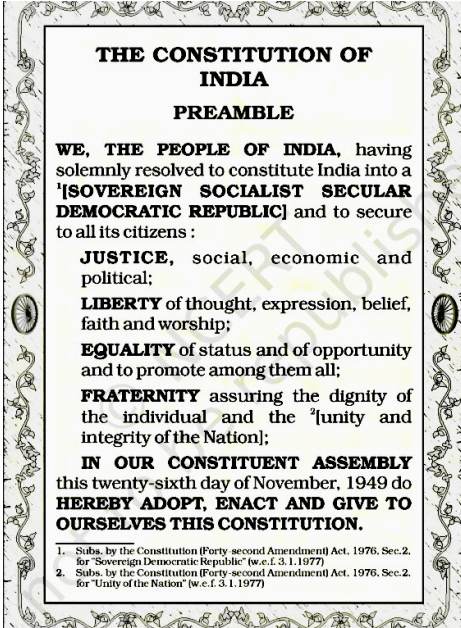 THE CONSTITUTION OF
INDIA
PREAMBLE
WE, THE PEOPLE OF INDIA, having
solemnly resolved to constitute India into a
¹[SOVEREIGN SOCIALIST SECULAR
DEMOCRATIC REPUBLIC] and to secure
to all its citizens :
JUSTICE, social, economic and
political;
LIBERTY of thought, expression, belief,
faith and worship;
EQUALITY of status and of opportunity
and to promote among them all;
FRATERNITY assuring the dignity of
the individual and the ²[unity and
integrity of the Nation];
IN OUR CONSTITUENT ASSEMBLY
this twenty-sixth day of November, 1949 do
HEREBY ADOPT, ENACT AND GIVE TO
OURSELVES THIS CONSTITUTION.
1. Subs. by the Constitution (Forty-second Amendment) Act, 1976, Sec.2,
for "Sovereign Democratic Republic" (w.e.f. 3.1.1977)
2. Subs. by the Constitution (Forty-second Amendment) Act, 1976, Sec.2,
for "Unity of the Nation" (w.e.f. 3.1.1977)
© NCERT
not to be republishe